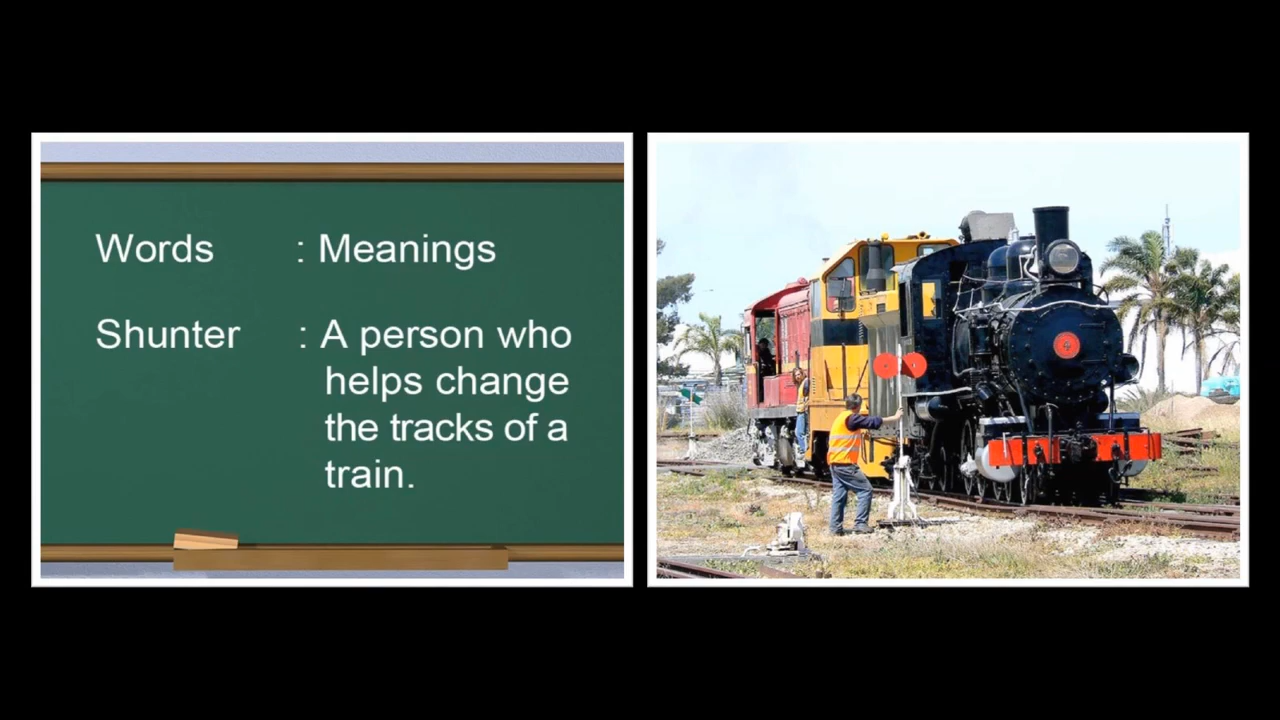 Words : Meanings
Shunter : A person who
helps change
the tracks of a
train.